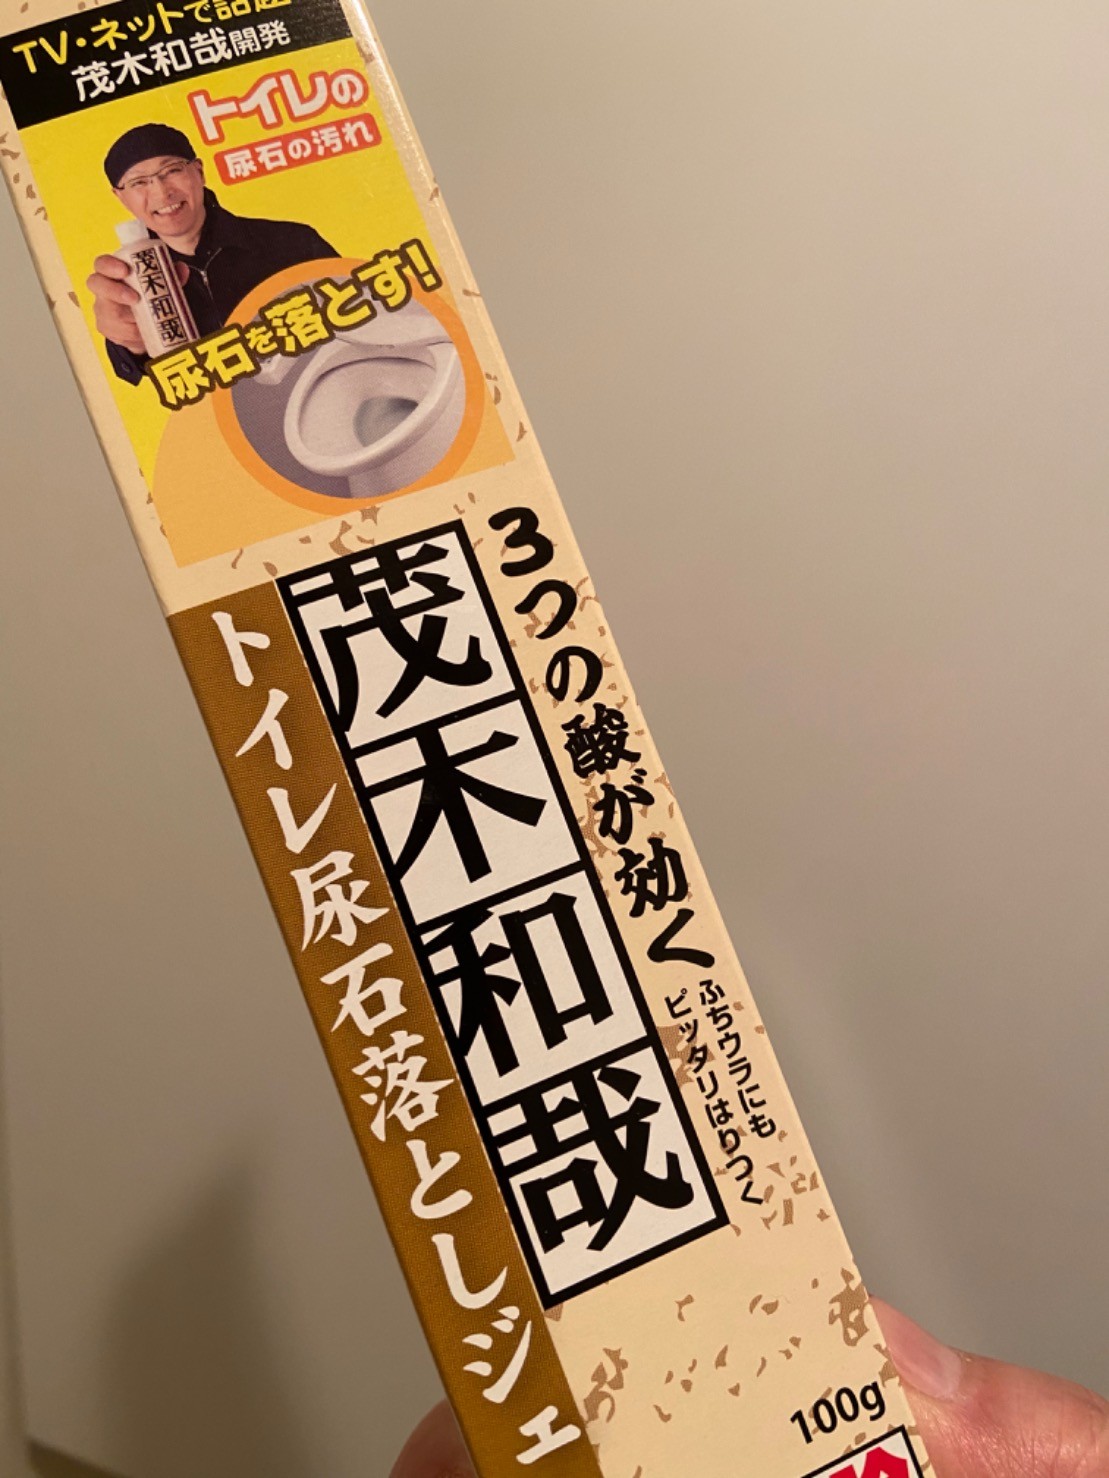 TV・ネットで話題
茂木和哉開発
トイレの
尿石の汚れ
茂木和哉
尿石を落とす!
3つの酸が効く
ふちウラにも
ピッタリはりつく
茂木和哉
トイレ尿石落としジェ
100g